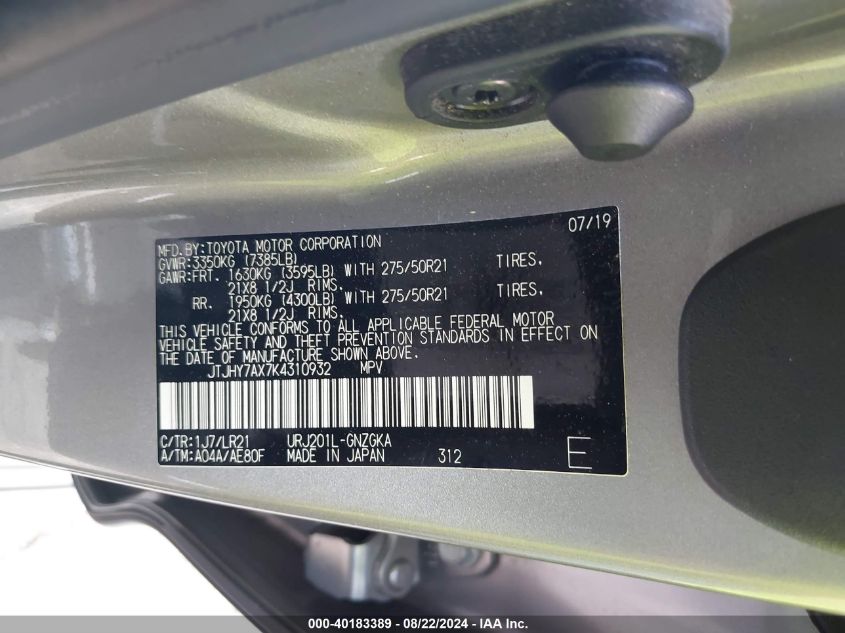 07/19
MFD.BY:TOYOTA MOTOR CORPORATION
GVWR:3350KG (7385LB)
GAWR:FRT. 1630KG (3595LB) WITH 275/50R21 TIRES,
21X8 1/2J RIMS.
RR. 1950KG (4300LB) WITH 275/50R21 TIRES,
21X8 1/2J RIMS.
THIS VEHICLE CONFORMS TO ALL APPLICABLE FEDERAL MOTOR
VEHICLE SAFETY AND THEFT PREVENTION STANDARDS IN EFFECT ON
THE DATE OF MANUFACTURE SHOWN ABOVE.
JTJHY7AX7K4310932 MPV
C/TR:1J7/LR21 URJ201L-GNZGKA
A/TM:A04A/AE80F MADE IN JAPAN 312 E
000-40183389 - 08/22/2024 - IAA Inc.